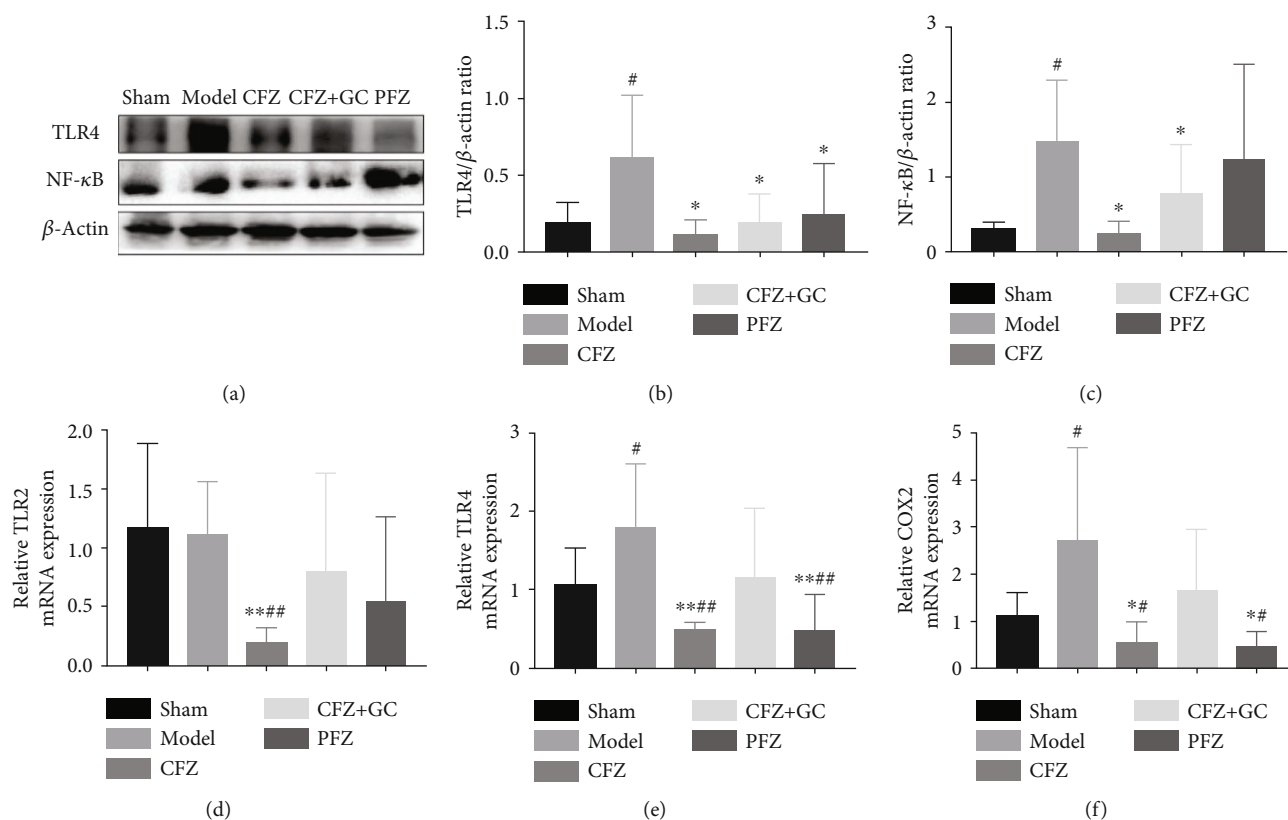 Sham Model CFZ CFZ+GC PFZ
TLR4
NF-κB
β-Actin
(a)
TLR4/β-actin ratio
1.5
1.0
0.5
0.0
#
*
*
*
Sham
Model
CFZ
CFZ+GC
PFZ
(b)
NF-κB/β-actin ratio
3
2
1
0
#
*
*
Sham
Model
CFZ
CFZ+GC
PFZ
(c)
Relative TLR2
mRNA expression
2.0
1.5
1.0
0.5
0.0
**##
Sham
Model
CFZ
CFZ+GC
PFZ
(d)
Relative TLR4
mRNA expression
3
2
1
0
#
**##
**##
Sham
Model
CFZ
CFZ+GC
PFZ
(e)
Relative COX2
mRNA expression
5
4
3
2
1
0
#
*#
*#
Sham
Model
CFZ
CFZ+GC
PFZ
(f)